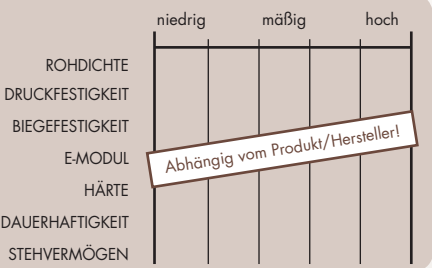 niedrig mäßig hoch
ROHDICHTE
DRUCKFESTIGKEIT
BIEGEFESTIGKEIT
Abhängig vom Produkt/Hersteller!
E-MODUL
HÄRTE
DAUERHAFTIGKEIT
STEHVERMÖGEN